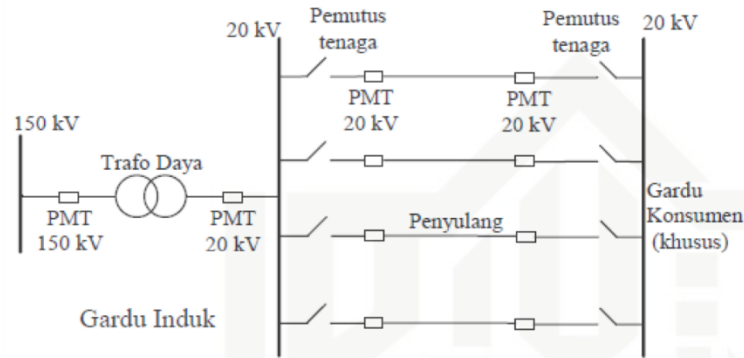 Pemutus
tenaga
20 kV
Pemutus
tenaga
20 kV
PMT
20 kV
PMT
20 kV
150 kV
Trafo Daya
PMT
150 kV
PMT
20 kV
Penyulang
Gardu
Konsumen
(khusus)
Gardu Induk